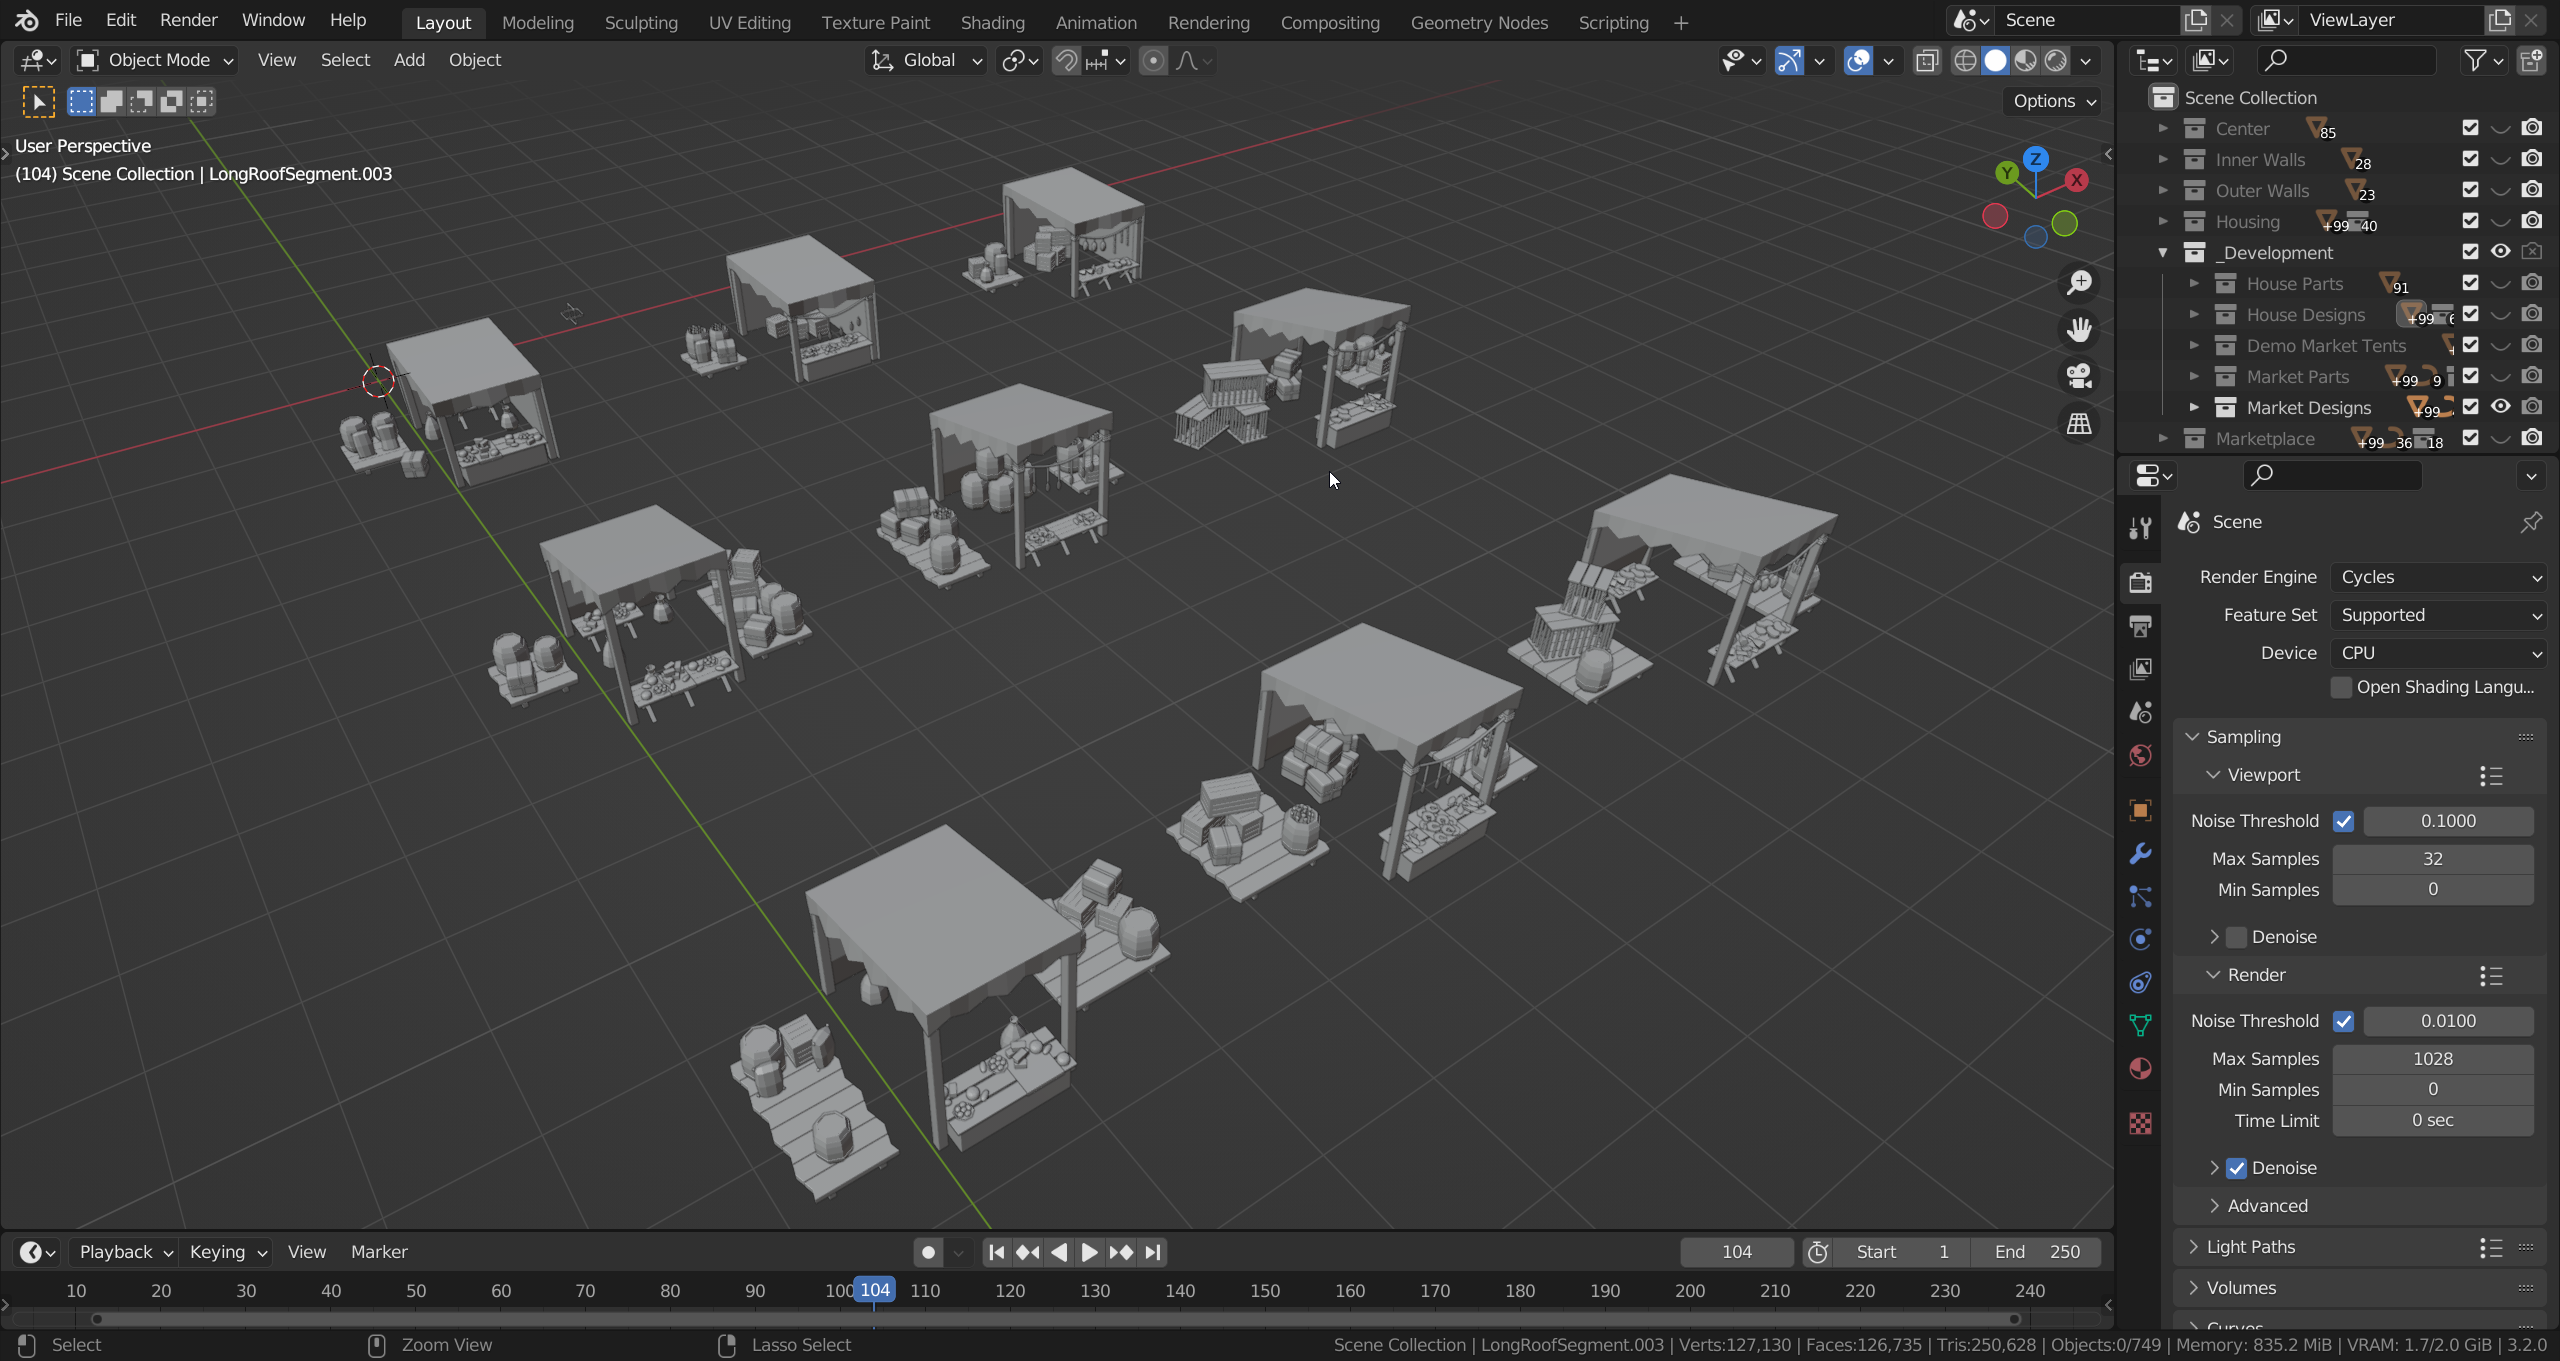 File Edit Render Window Help Layout Modeling Sculpting UV Editing Texture Paint Shading Animation Rendering Compositing Geometry Nodes Scripting + Scene ViewLayer
Object Mode View Select Add Object Global
Options
User Perspective
(104) Scene Collection | LongRoofSegment.003
Z
Y
X
Scene Collection
Center 85
Inner Walls 28
Outer Walls 23
Housing +99 40
_Development
House Parts 91
House Designs +99 6
Demo Market Tents
Market Parts +99 9
Market Designs +99
Marketplace +99 36 18
Scene
Render Engine Cycles
Feature Set Supported
Device CPU
Open Shading Langu...
Sampling
Viewport
Noise Threshold 0.1000
Max Samples 32
Min Samples 0
Denoise
Render
Noise Threshold 0.0100
Max Samples 1028
Min Samples 0
Time Limit 0 sec
Denoise
Advanced
Light Paths
Volumes
Playback Keying View Marker 104 Start 1 End 250
10 20 30 40 50 60 70 80 90 100 104 110 120 130 140 150 160 170 180 190 200 210 220 230 240
Select Zoom View Lasso Select Scene Collection | LongRoofSegment.003 | Verts:127,130 | Faces:126,735 | Tris:250,628 | Objects:0/749 | Memory: 835.2 MiB | VRAM: 1.7/2.0 GiB | 3.2.0